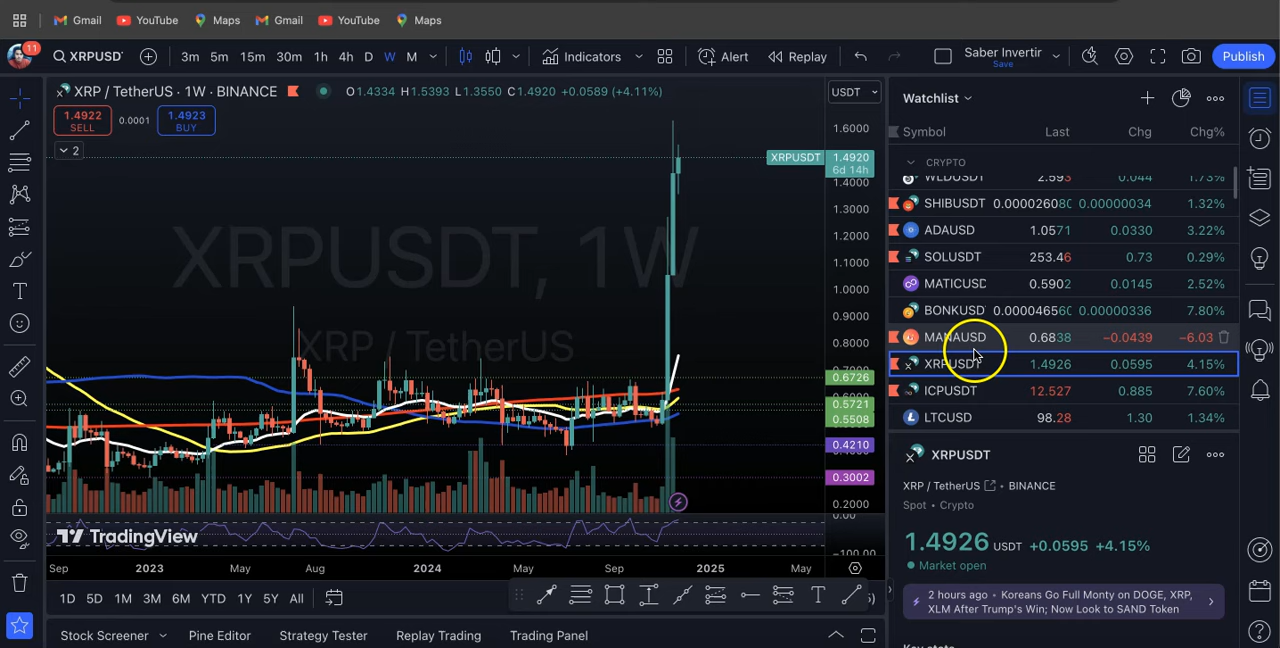 Gmail YouTube Maps Gmail YouTube Maps
11 XRPUSD 3m 5m 15m 30m 1h 4h D W M Indicators Alert Replay Saber Invertir Save Publish
XRP / TetherUS · 1W · BINANCE O1.4334 H1.5393 L1.3550 C1.4920 +0.0589 (+4.11%) USDT
1.4922 SELL 0.0001 1.4923 BUY
2
XRPUSDT, 1W
XRP / TetherUS
1.6000
XRPUSDT 1.4920
6d 14h
1.4000
1.3000
1.2000
1.1000
1.0000
0.9000
0.8000
0.6726
0.5721
0.5508
0.4210
0.3002
0.2000
0.00
−100.00
TradingView
Sep 2023 May Aug 2024 May Sep 2025 May
1D 5D 1M 3M 6M YTD 1Y 5Y All
Stock Screener Pine Editor Strategy Tester Replay Trading Trading Panel
Watchlist
Symbol Last Chg Chg%
CRYPTO
WLDUSDT 2.593 0.044 1.73%
SHIBUSDT 0.00002608 0.00000034 1.32%
ADAUSD 1.0571 0.0330 3.22%
SOLUSDT 253.46 0.73 0.29%
MATICUSD 0.5902 0.0145 2.52%
BONKUSD 0.00004656 0.00000336 7.80%
MANAUSD 0.6838 −0.0439 −6.03
XRPUSDT 1.4926 0.0595 4.15%
ICPUSDT 12.527 0.885 7.60%
LTCUSD 98.28 1.30 1.34%
XRPUSDT
XRP / TetherUS • BINANCE
Spot • Crypto
1.4926 USDT +0.0595 +4.15%
Market open
2 hours ago • Koreans Go Full Monty on DOGE, XRP,
XLM After Trump's Win; Now Look to SAND Token